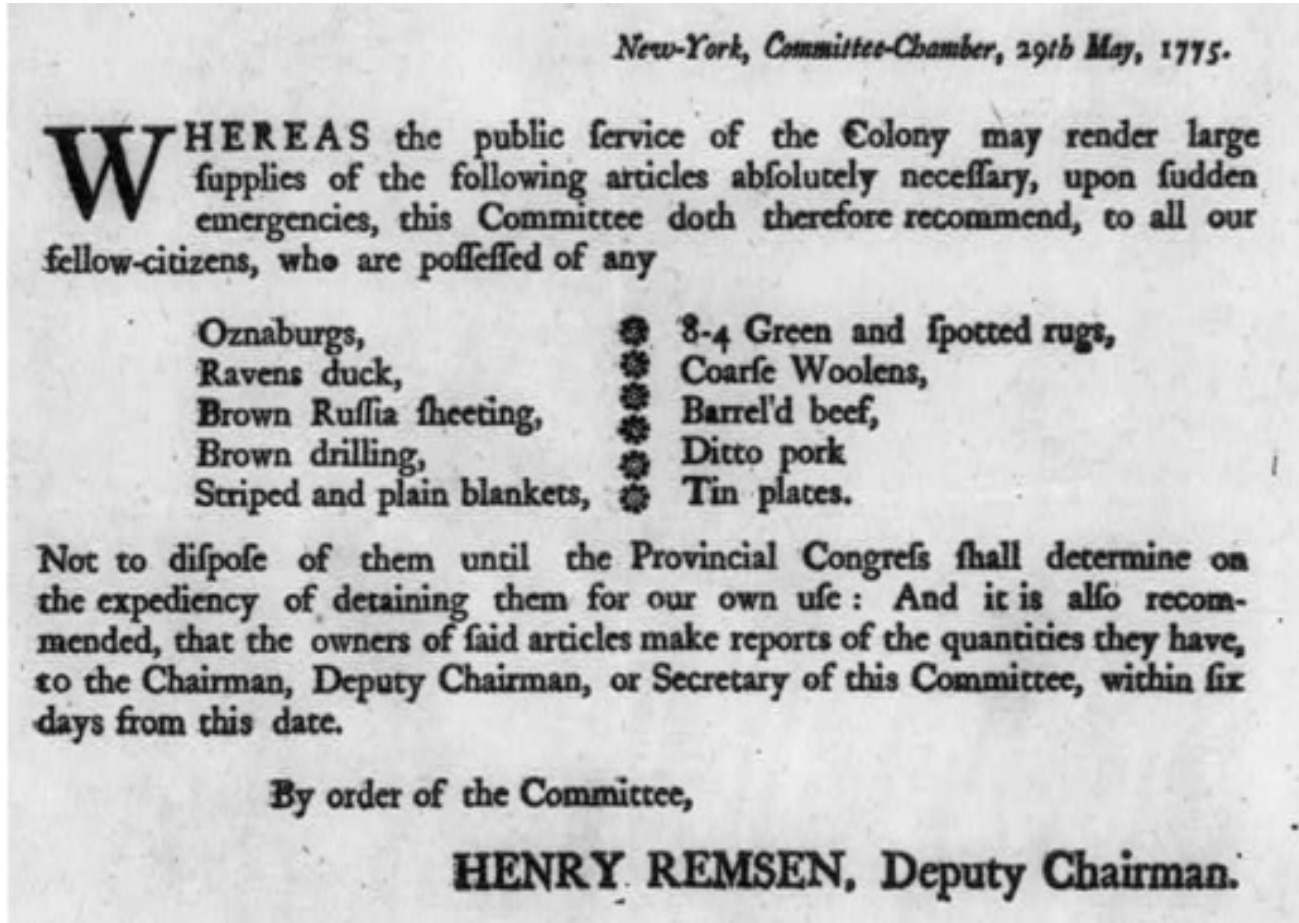 New-York, Committee-Chamber, 29th May, 1775.
WHEREAS the public ſervice of the Colony may render large
ſupplies of the following articles abſolutely neceſſary, upon ſudden
emergencies, this Committee doth therefore recommend, to all our
fellow-citizens, who are poſſeſſed of any
Oznaburgs,
Ravens duck,
Brown Ruſſia ſheeting,
Brown drilling,
Striped and plain blankets,
8-4 Green and ſpotted rugs,
Coarſe Woolens,
Barrel'd beef,
Ditto pork
Tin plates.
Not to diſpoſe of them until the Provincial Congreſs ſhall determine on
the expediency of detaining them for our own uſe : And it is alſo recom-
mended, that the owners of ſaid articles make reports of the quantities they have,
to the Chairman, Deputy Chairman, or Secretary of this Committee, within ſix
days from this date.
By order of the Committee,
HENRY REMSEN, Deputy Chairman.